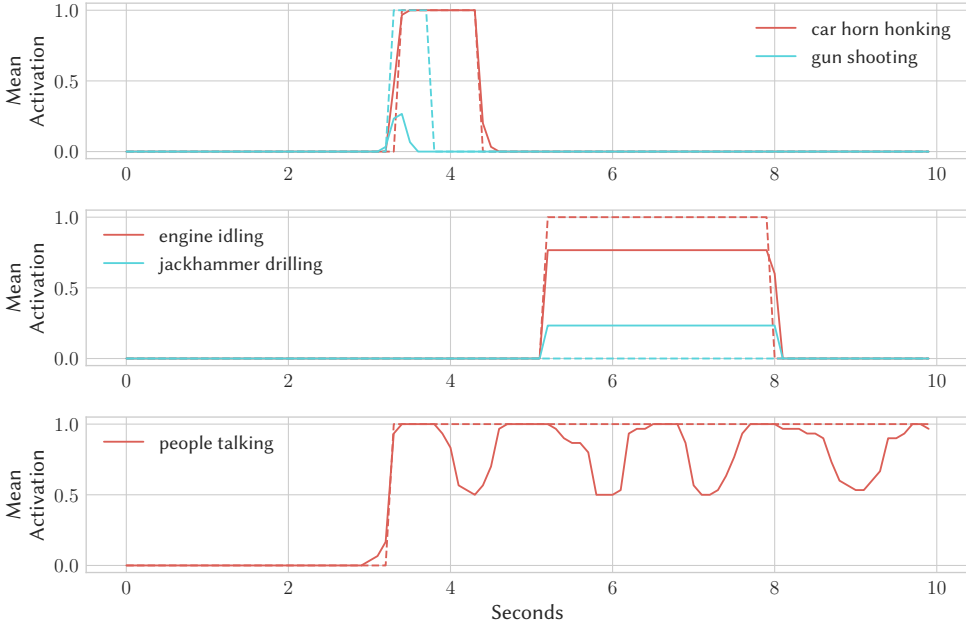 1.0
0.5
0.0
Mean
Activation
car horn honking
gun shooting
0 2 4 6 8 10
1.0
0.5
0.0
Mean
Activation
engine idling
jackhammer drilling
0 2 4 6 8 10
1.0
0.5
0.0
Mean
Activation
people talking
0 2 4 6 8 10
Seconds